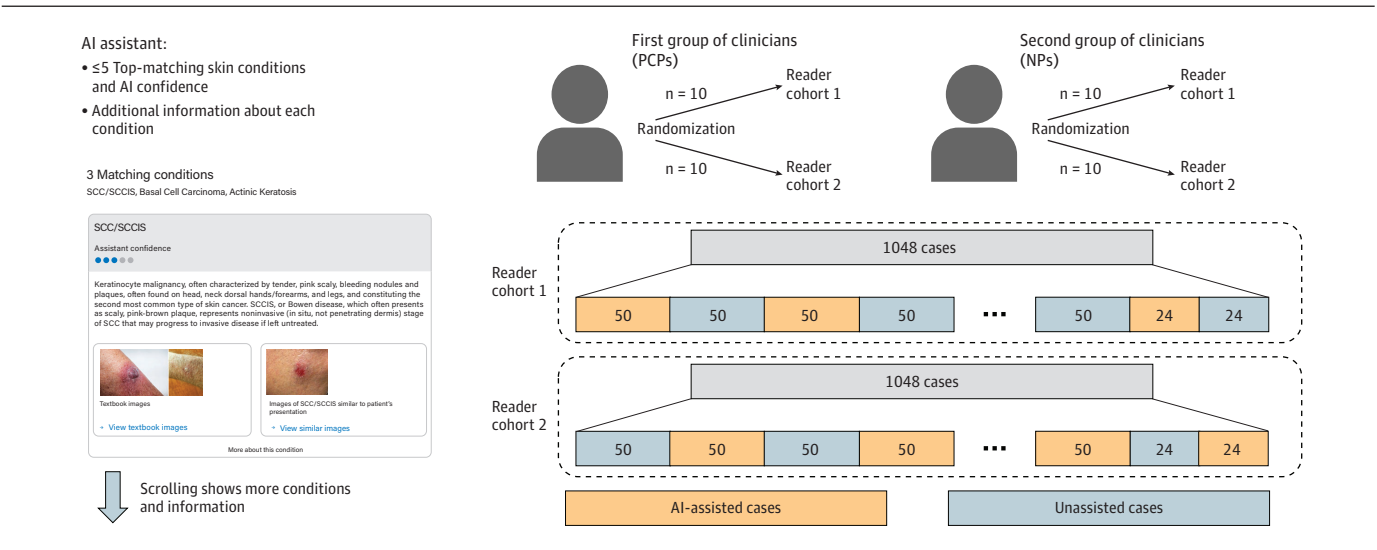 AI assistant:
• ≤5 Top-matching skin conditions
and AI confidence
• Additional information about each
condition
3 Matching conditions
SCC/SCCIS, Basal Cell Carcinoma, Actinic Keratosis
SCC/SCCIS
Assistant confidence
Keratinocyte malignancy, often characterized by tender, pink scaly, bleeding nodules and
plaques, often found on head, neck dorsal hands/forearms, and legs, and constituting the
second most common type of skin cancer. SCCIS, or Bowen disease, which often presents
as scaly, pink-brown plaque, represents noninvasive (in situ, not penetrating dermis) stage
of SCC that may progress to invasive disease if left untreated.
Textbook images
• View textbook images
Images of SCC/SCCIS similar to patient's
presentation
• View similar images
More about this condition
Scrolling shows more conditions
and information
First group of clinicians
(PCPs)
n = 10
Reader
cohort 1
Randomization
n = 10
Reader
cohort 2
Second group of clinicians
(NPs)
n = 10
Reader
cohort 1
Randomization
n = 10
Reader
cohort 2
Reader
cohort 1
1048 cases
50 50 50 50 ... 50 24 24
Reader
cohort 2
1048 cases
50 50 50 50 ... 50 24 24
AI-assisted cases
Unassisted cases